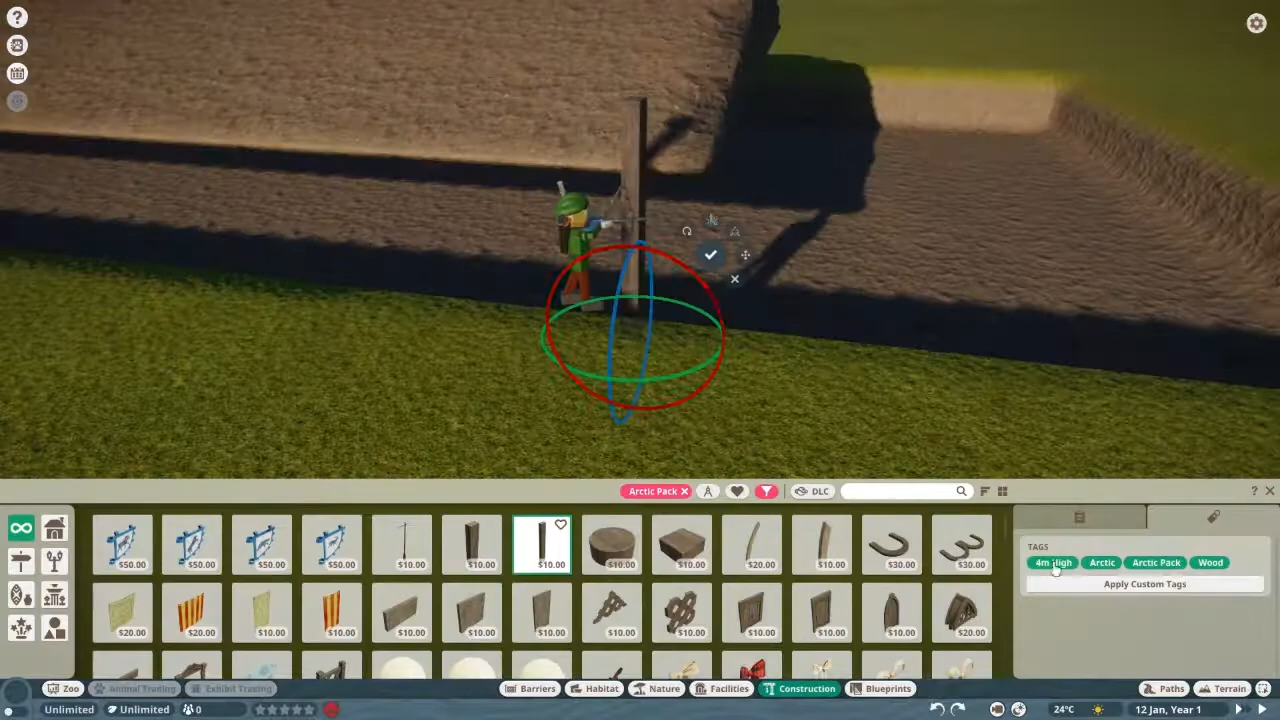 Arctic Pack ×
DLC
$50.00 $50.00 $50.00 $50.00 $10.00 $10.00 $10.00 $10.00 $10.00 $20.00 $10.00 $30.00 $30.00
$20.00 $20.00 $10.00 $10.00 $10.00 $10.00 $10.00 $10.00 $10.00 $10.00 $10.00 $10.00 $20.00
TAGS
4m High Arctic Arctic Pack Wood
Apply Custom Tags
Zoo Animal Trading Exhibit Trading Barriers Habitat Nature Facilities Construction Blueprints Paths Terrain
Unlimited Unlimited 0 24°C 12 Jan, Year 1